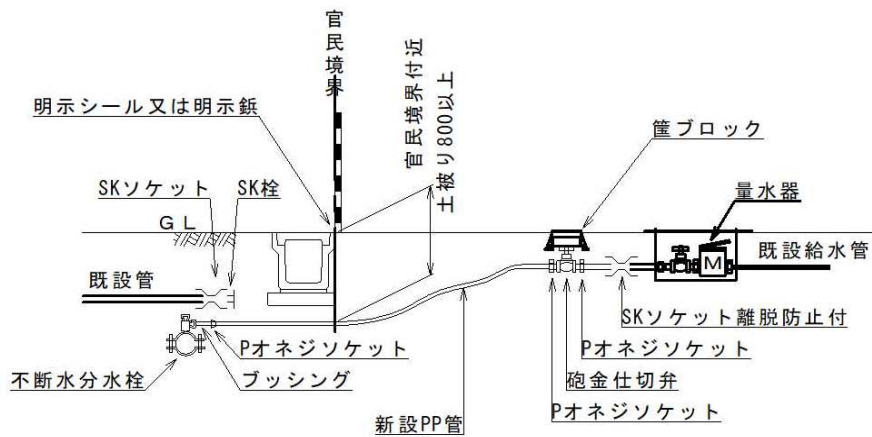 官民境界
官民境界付近
土被り800以上
明示シール又は明示鋲
筐ブロック
SKソケット
SK栓
量水器
GL
既設給水管
M
既設管
SKソケット離脱防止付
Pオネジソケット
Pオネジソケット
不断水分水栓
ブッシング
砲金仕切弁
Pオネジソケット
新設PP管